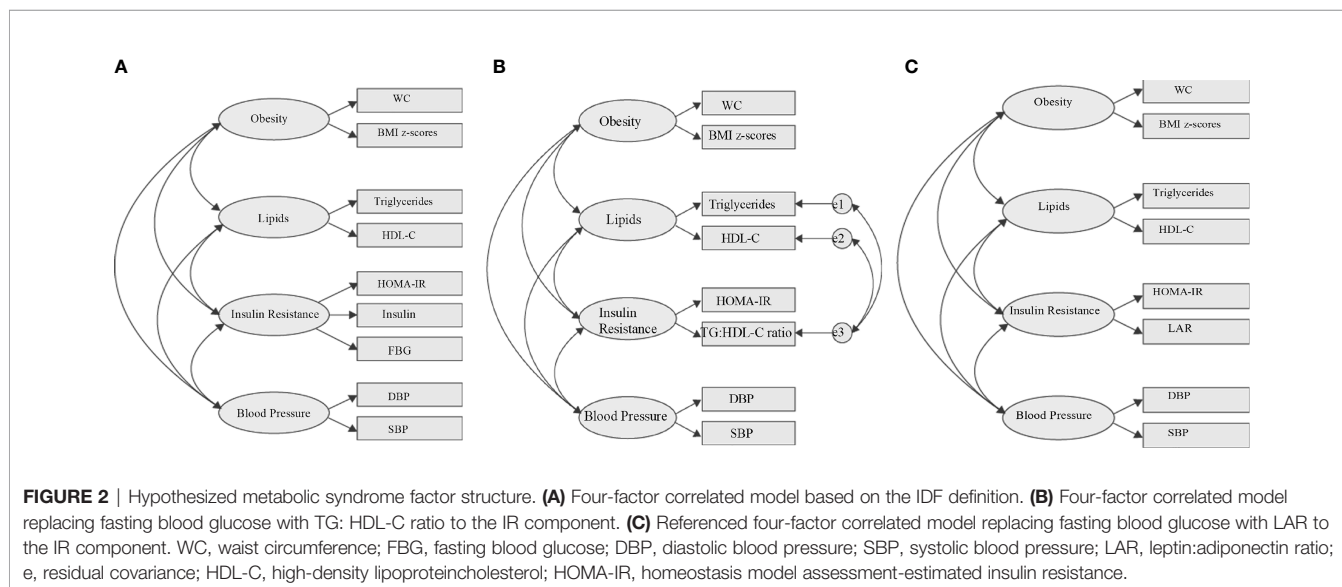 A
Obesity
WC
BMI z-scores
Lipids
Triglycerides
HDL-C
Insulin Resistance
HOMA-IR
Insulin
FBG
Blood Pressure
DBP
SBP
B
Obesity
WC
BMI z-scores
Lipids
Triglycerides
e1
HDL-C
e2
Insulin
Resistance
HOMA-IR
TG:HDL-C ratio
e3
Blood Pressure
DBP
SBP
C
Obesity
WC
BMI z-scores
Lipids
Triglycerides
HDL-C
Insulin Resistance
HOMA-IR
LAR
Blood Pressure
DBP
SBP
FIGURE 2 | Hypothesized metabolic syndrome factor structure. (A) Four-factor correlated model based on the IDF definition. (B) Four-factor correlated model
replacing fasting blood glucose with TG: HDL-C ratio to the IR component. (C) Referenced four-factor correlated model replacing fasting blood glucose with LAR to
the IR component. WC, waist circumference; FBG, fasting blood glucose; DBP, diastolic blood pressure; SBP, systolic blood pressure; LAR, leptin:adiponectin ratio;
e, residual covariance; HDL-C, high-density lipoproteincholesterol; HOMA-IR, homeostasis model assessment-estimated insulin resistance.